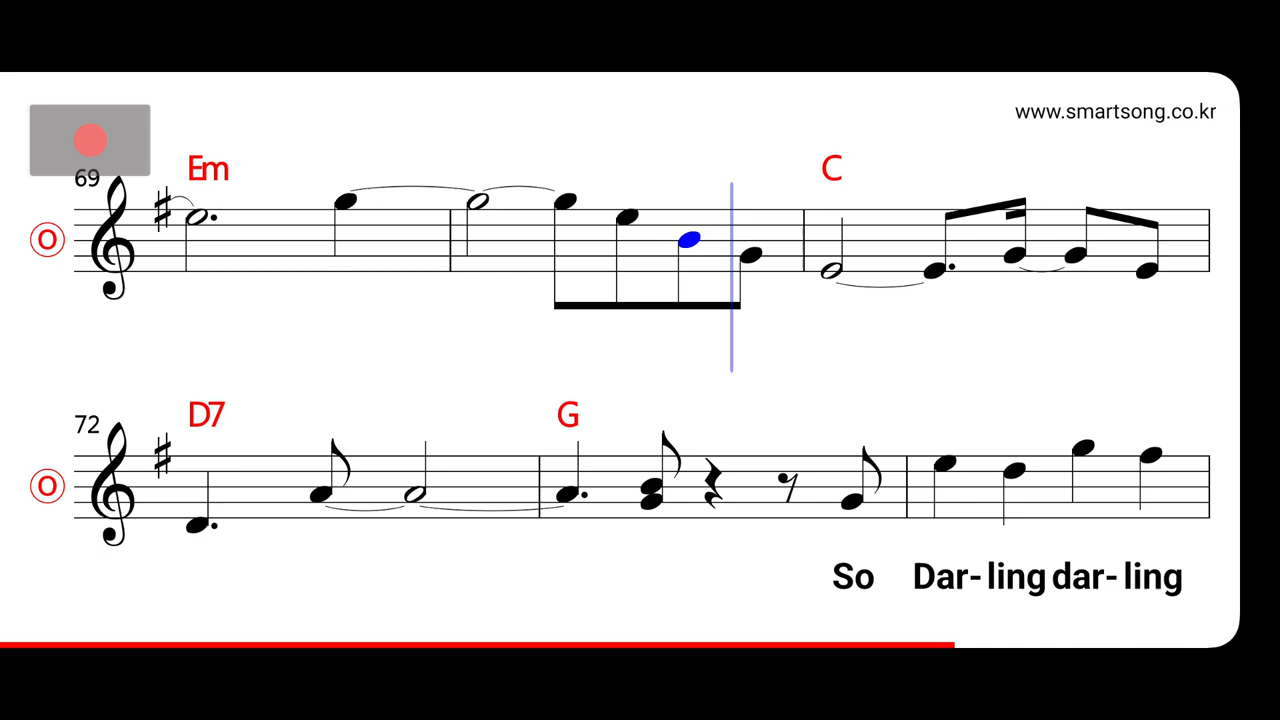 www.smartsong.co.kr
69 Em C
O
72 D7 G
O
So Dar- ling dar- ling